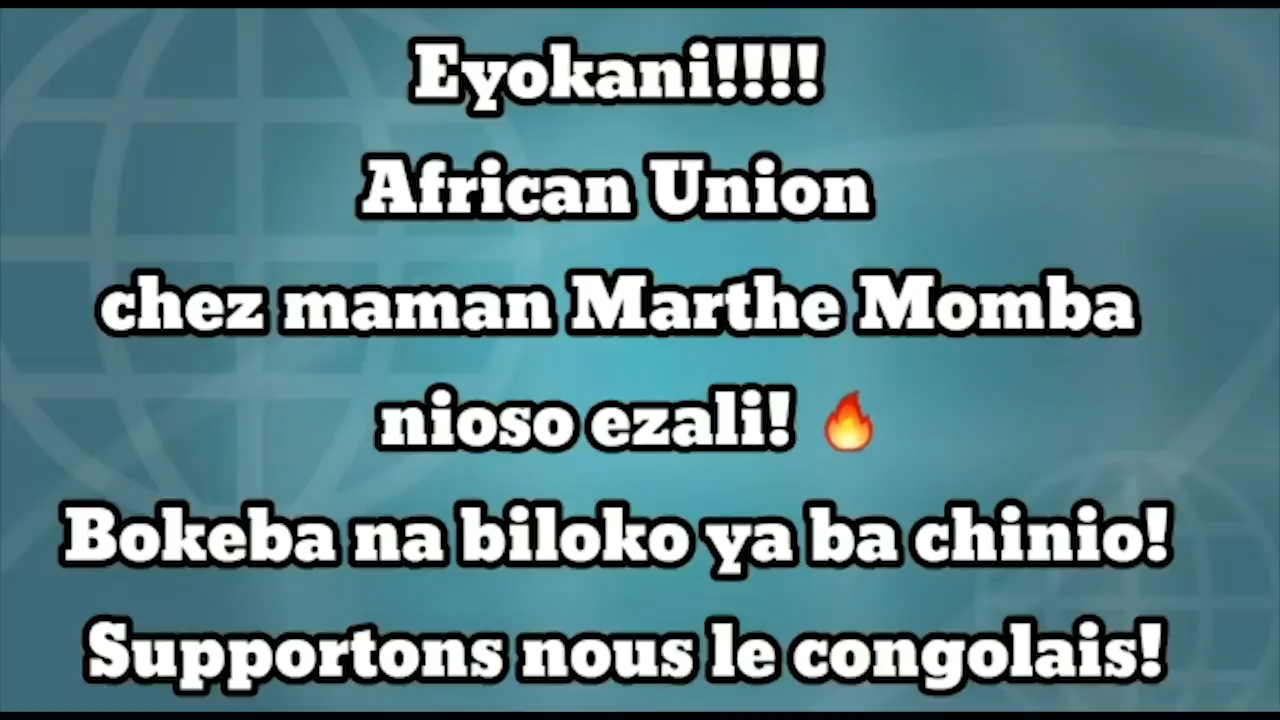 Eyokani!!!!
African Union
chez maman Marthe Momba
nioso ezali! 🔥
Bokeba na biloko ya ba chinio!
Supportons nous le congolais!